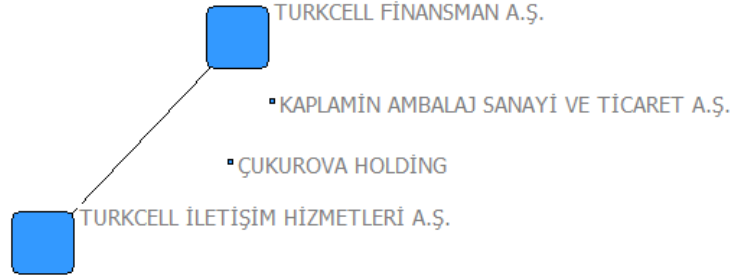 TURKCELL FİNANSMAN A.Ş.
KAPLAMİN AMBALAJ SANAYİ VE TİCARET A.Ş.
ÇUKUROVA HOLDİNG
TURKCELL İLETİŞİM HİZMETLERİ A.Ş.